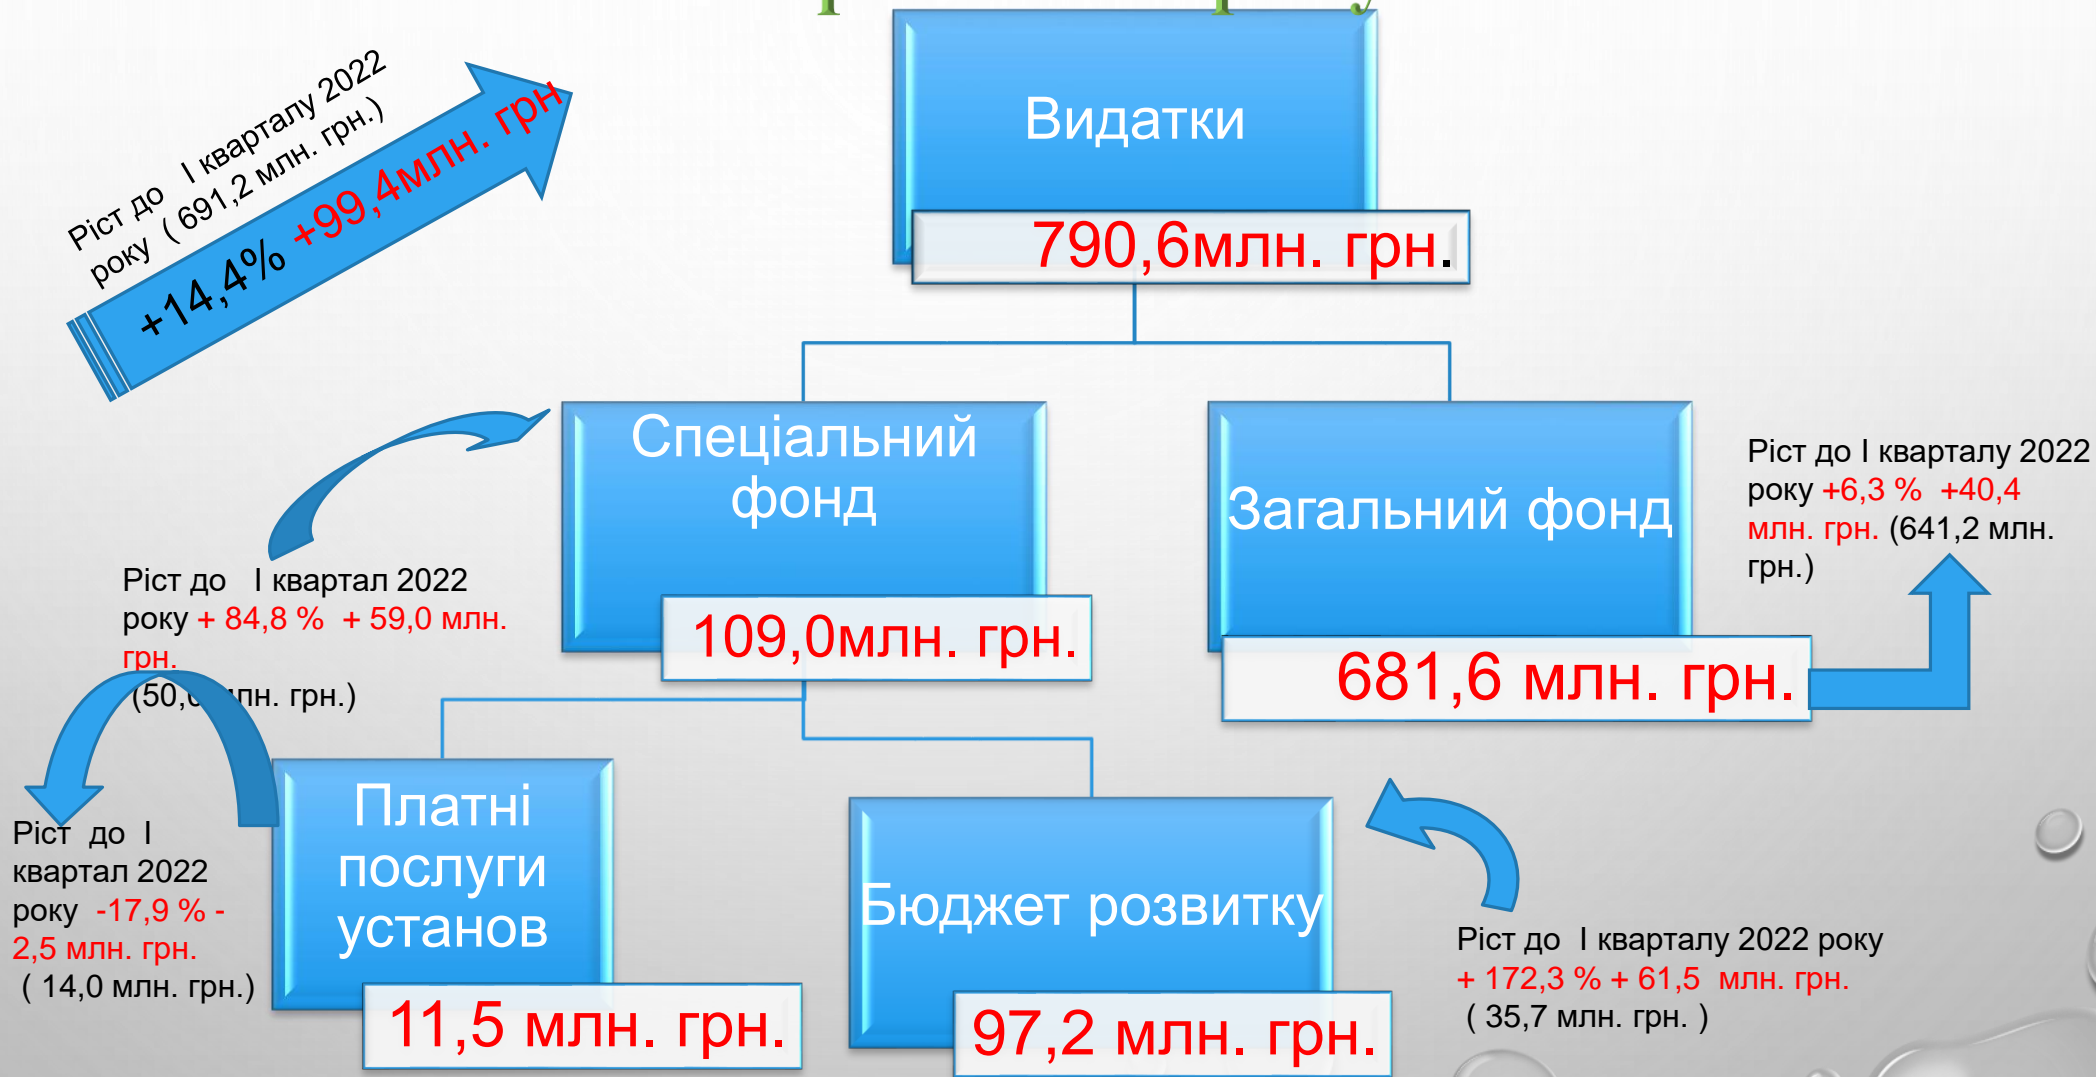 Видатки
790,6млн. грн.
Ріст до І кварталу 2022
року ( 691,2 млн. грн.)
+14,4% +99,4млн. грн
Спеціальний
фонд
109,0млн. грн.
Загальний фонд
681,6 млн. грн.
Ріст до І кварталу 2022
року +6,3 % +40,4
млн. грн. (641,2 млн.
грн.)
Ріст до І квартал 2022
року + 84,8 % + 59,0 млн.
грн.
грн.)
Платні
послуги
установ
11,5 млн. грн.
Ріст до І
квартал 2022
року -17,9 % -
2,5 млн. грн.
( 14,0 млн. грн.)
Бюджет розвитку
97,2 млн. грн.
Ріст до І кварталу 2022 року
+ 172,3 % + 61,5 млн. грн.
( 35,7 млн. грн. )